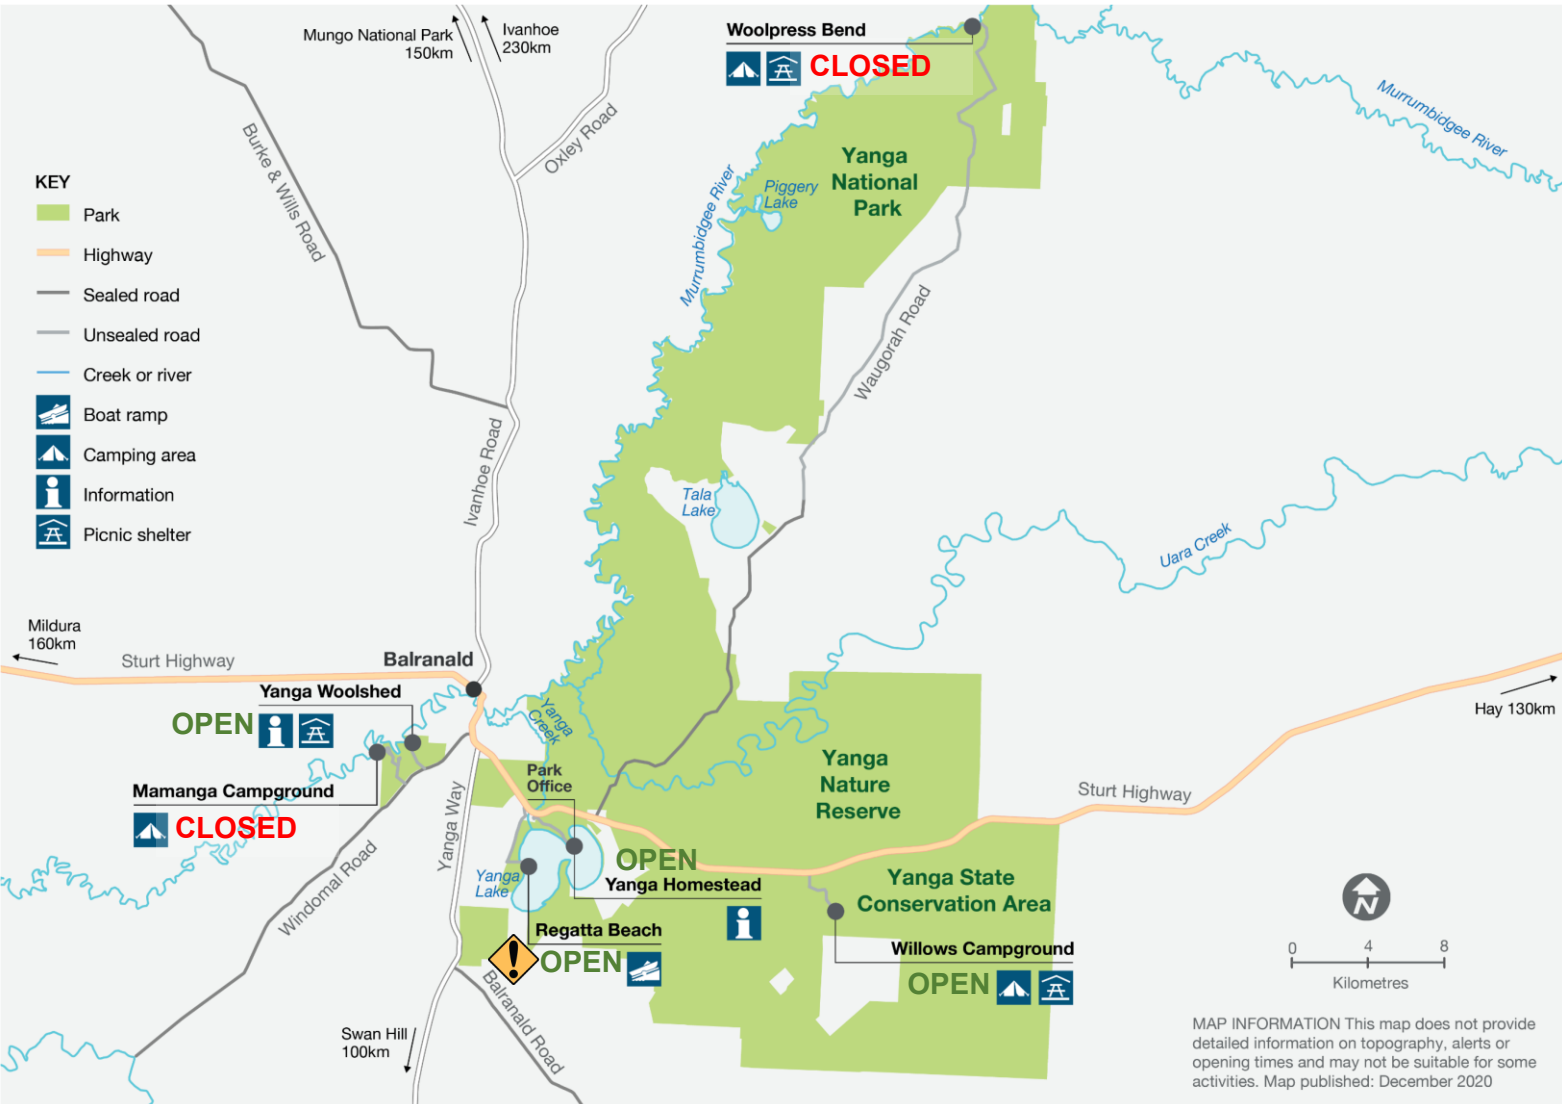 Mungo National Park
150km
Ivanhoe
230km
Woolpress Bend
CLOSED
Murrumbidgee River
Burke & Wills Road
Oxley Road
KEY
Park
Highway
Sealed road
Unsealed road
Creek or river
Boat ramp
Camping area
Information
Picnic shelter
Yanga
National
Park
Piggery
Lake
Murrumbidgee River
Waugorah Road
Ivanhoe Road
Tala
Lake
Uara Creek
Mildura
160km
Sturt Highway
Balranald
Yanga Woolshed
OPEN
Yanga
Creek
Hay 130km
Mamanga Campground
CLOSED
Park
Office
Yanga
Nature
Reserve
Sturt Highway
Yanga Way
Windomal Road
Yanga
Lake
OPEN
Yanga Homestead
Yanga State
Conservation Area
Regatta Beach
OPEN
Willows Campground
OPEN
Balranald Road
Swan Hill
100km
N
0 4 8
Kilometres
MAP INFORMATION This map does not provide
detailed information on topography, alerts or
opening times and may not be suitable for some
activities. Map published: December 2020